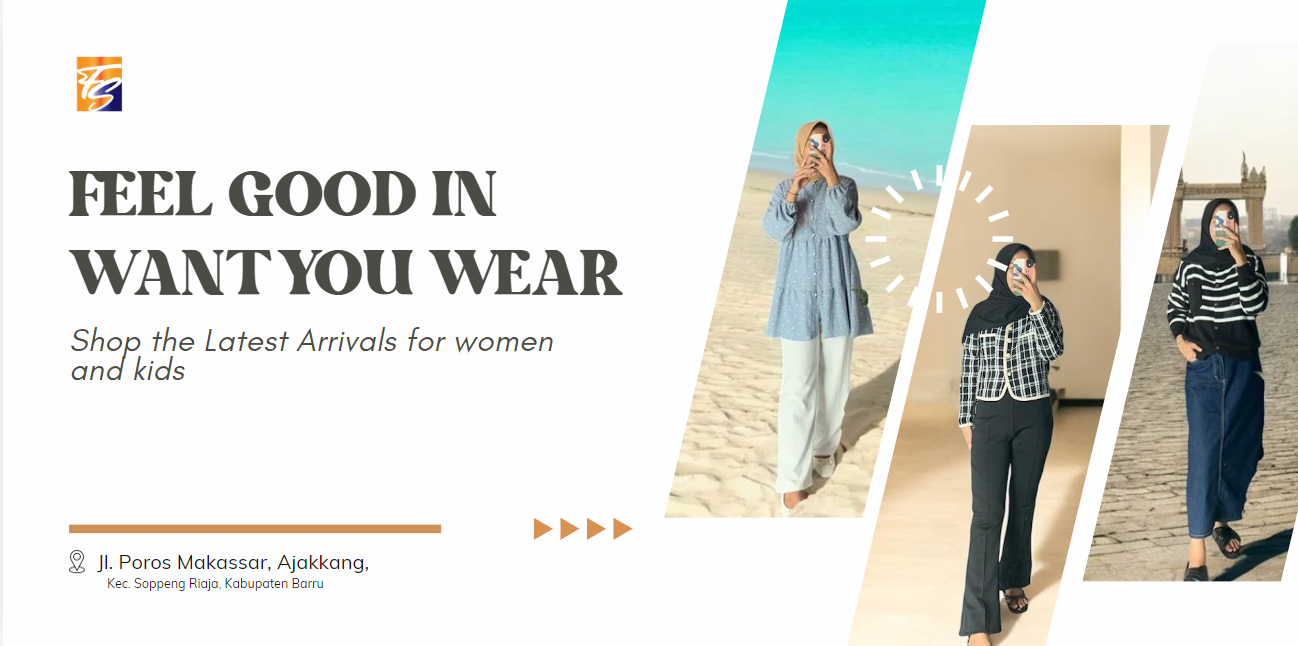 FS
FEEL GOOD IN
WANT YOU WEAR
Shop the Latest Arrivals for women
and kids
Jl. Poros Makassar, Ajakkang,
Kec. Soppeng Riaja, Kabupaten Barru